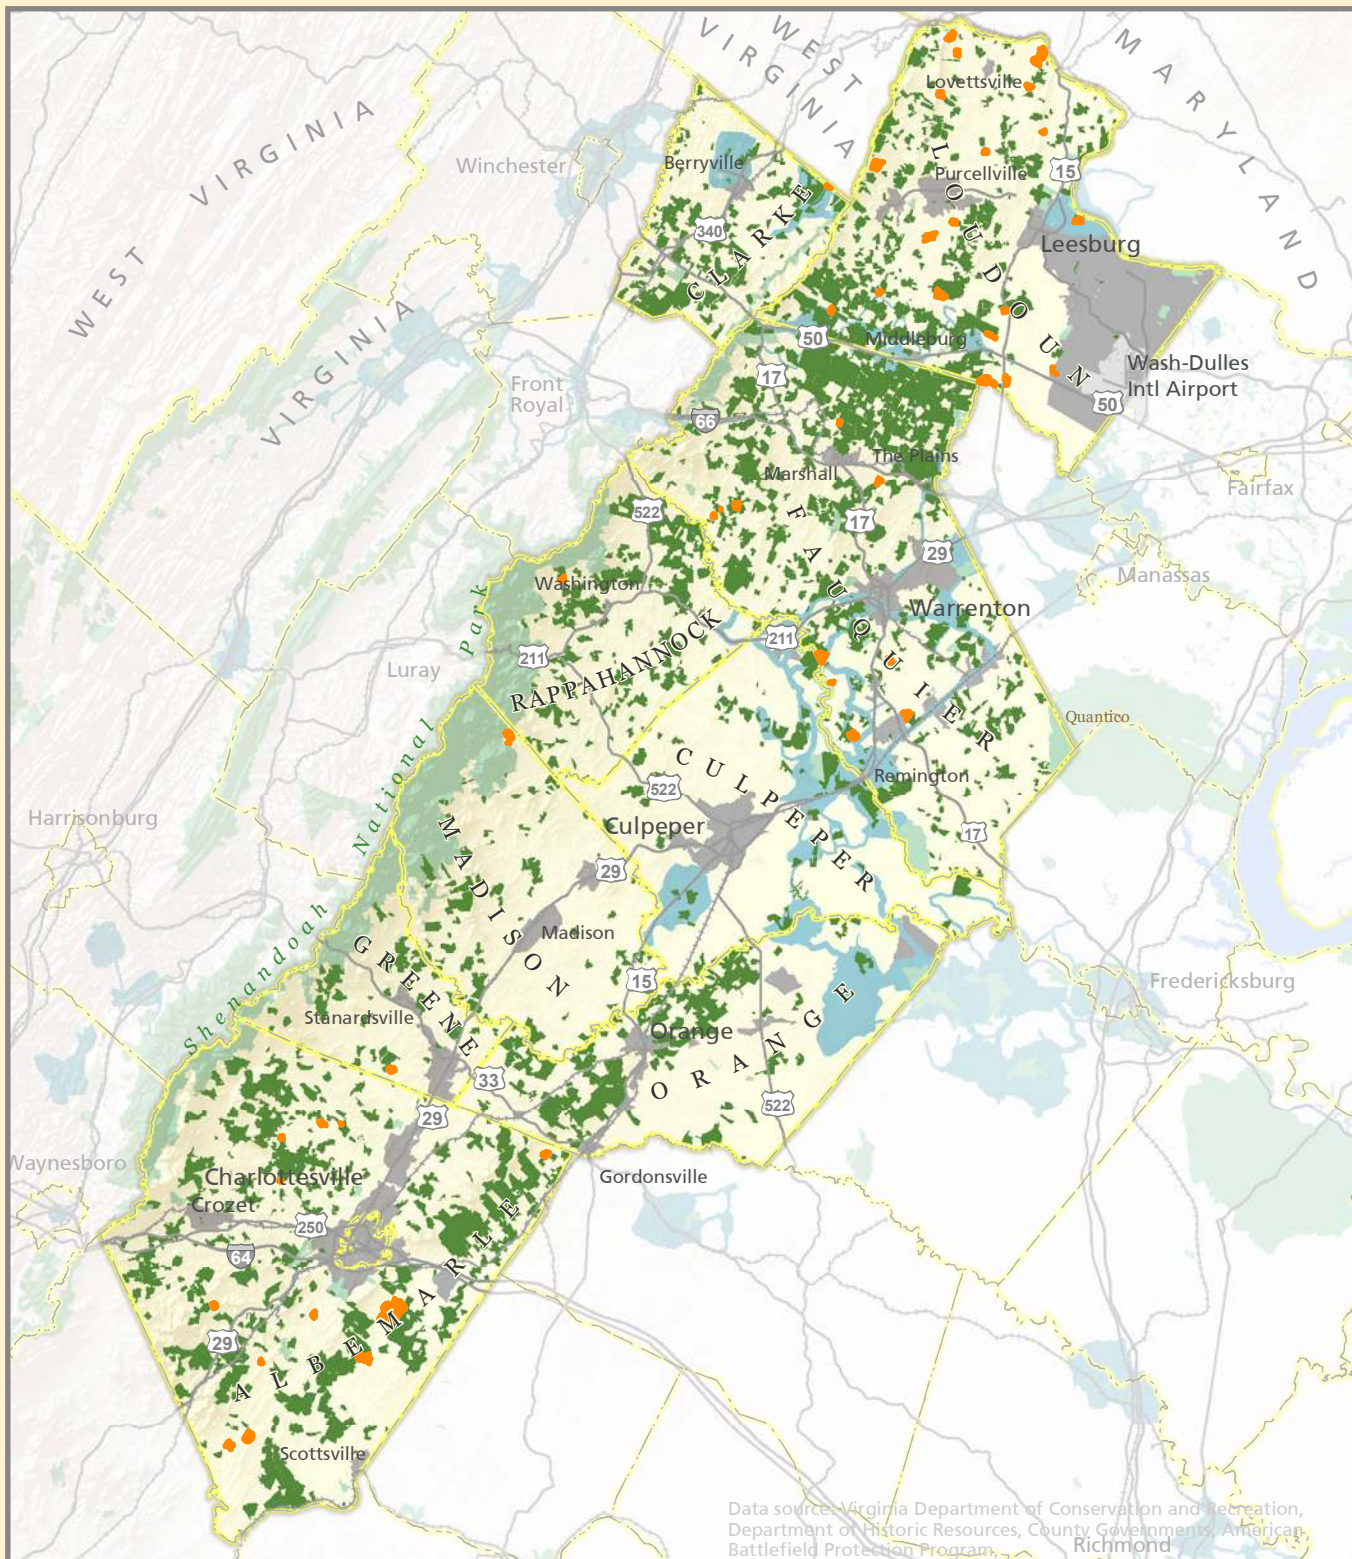 WEST VIRGINIA
MARYLAND
WEST VIRGINIA
Lovettsville
Winchester
Berryville
Purcellville
15
LOUDOUN
340
CLARKE
Leesburg
VIRGINIA
50
Middleburg
Wash-Dulles
Intl Airport
17
Front
Royal
50
66
The Plains
Marshall
Fairfax
522
17
FAUQUIER
29
Washington
Manassas
Warrenton
211
RAPPAHANNOCK
211
Luray
Quantico
Shenandoah National Park
CULPEPER
Remington
522
Harrisonburg
Culpeper
17
MADISON
29
Madison
GREENE
15
Fredericksburg
Stanardsville
Orange
ORANGE
33
29
522
Waynesboro
Charlottesville
Gordonsville
Crozet
250
64
ALBEMARLE
29
Scottsville
Data source: Virginia Department of Conservation and Recreation,
Department of Historic Resources, County Governments, American
Battlefield Protection Program
Richmond